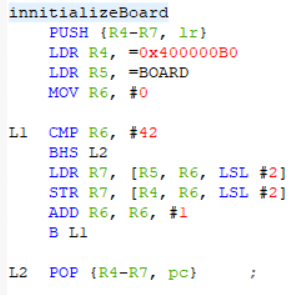 innitializeBoard
PUSH {R4-R7, lr}
LDR R4, =0x400000B0
LDR R5, =BOARD
MOV R6, #0
L1 CMP R6, #42
BHS L2
LDR R7, [R5, R6, LSL #2]
STR R7, [R4, R6, LSL #2]
ADD R6, R6, #1
B L1
L2 POP {R4-R7, pc} ;